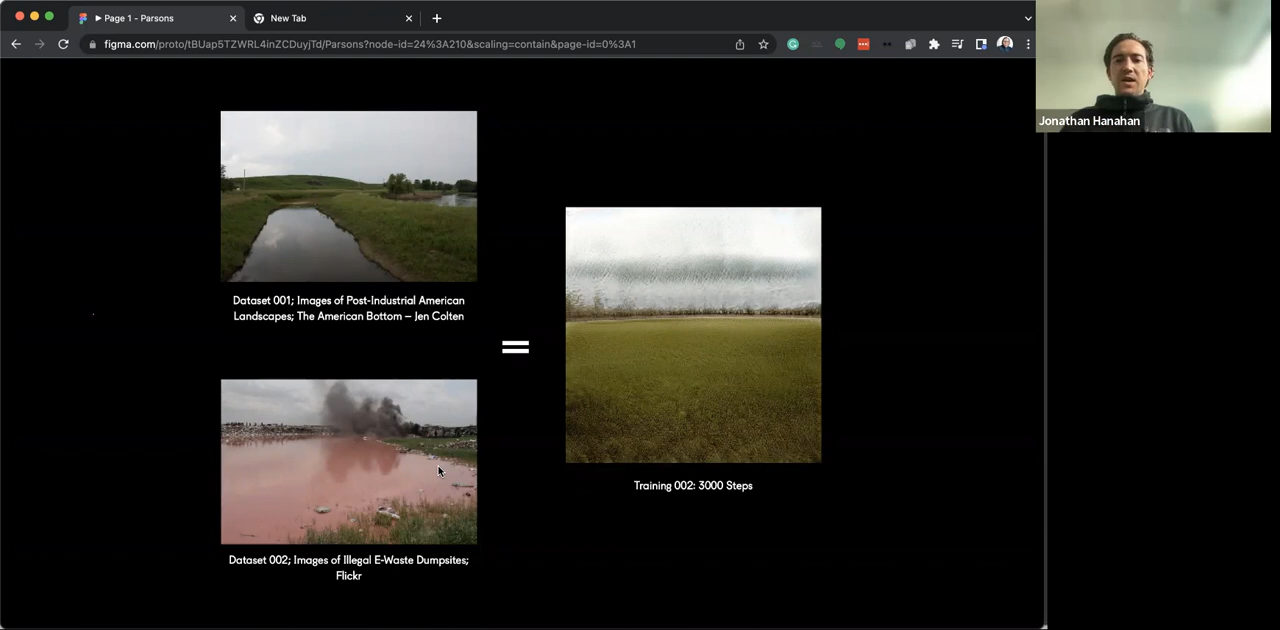 ▶ Page 1 - Parsons
New Tab
figma.com/proto/tBUap5TZWRL4inZCDuyjTd/Parsons?node-id=24%3A210&scaling=contain&page-id=0%3A1
Jonathan Hanahan
Dataset 001; Images of Post-Industrial American
Landscapes; The American Bottom – Jen Colten
=
Training 002: 3000 Steps
Dataset 002; Images of Illegal E-Waste Dumpsites;
Flickr